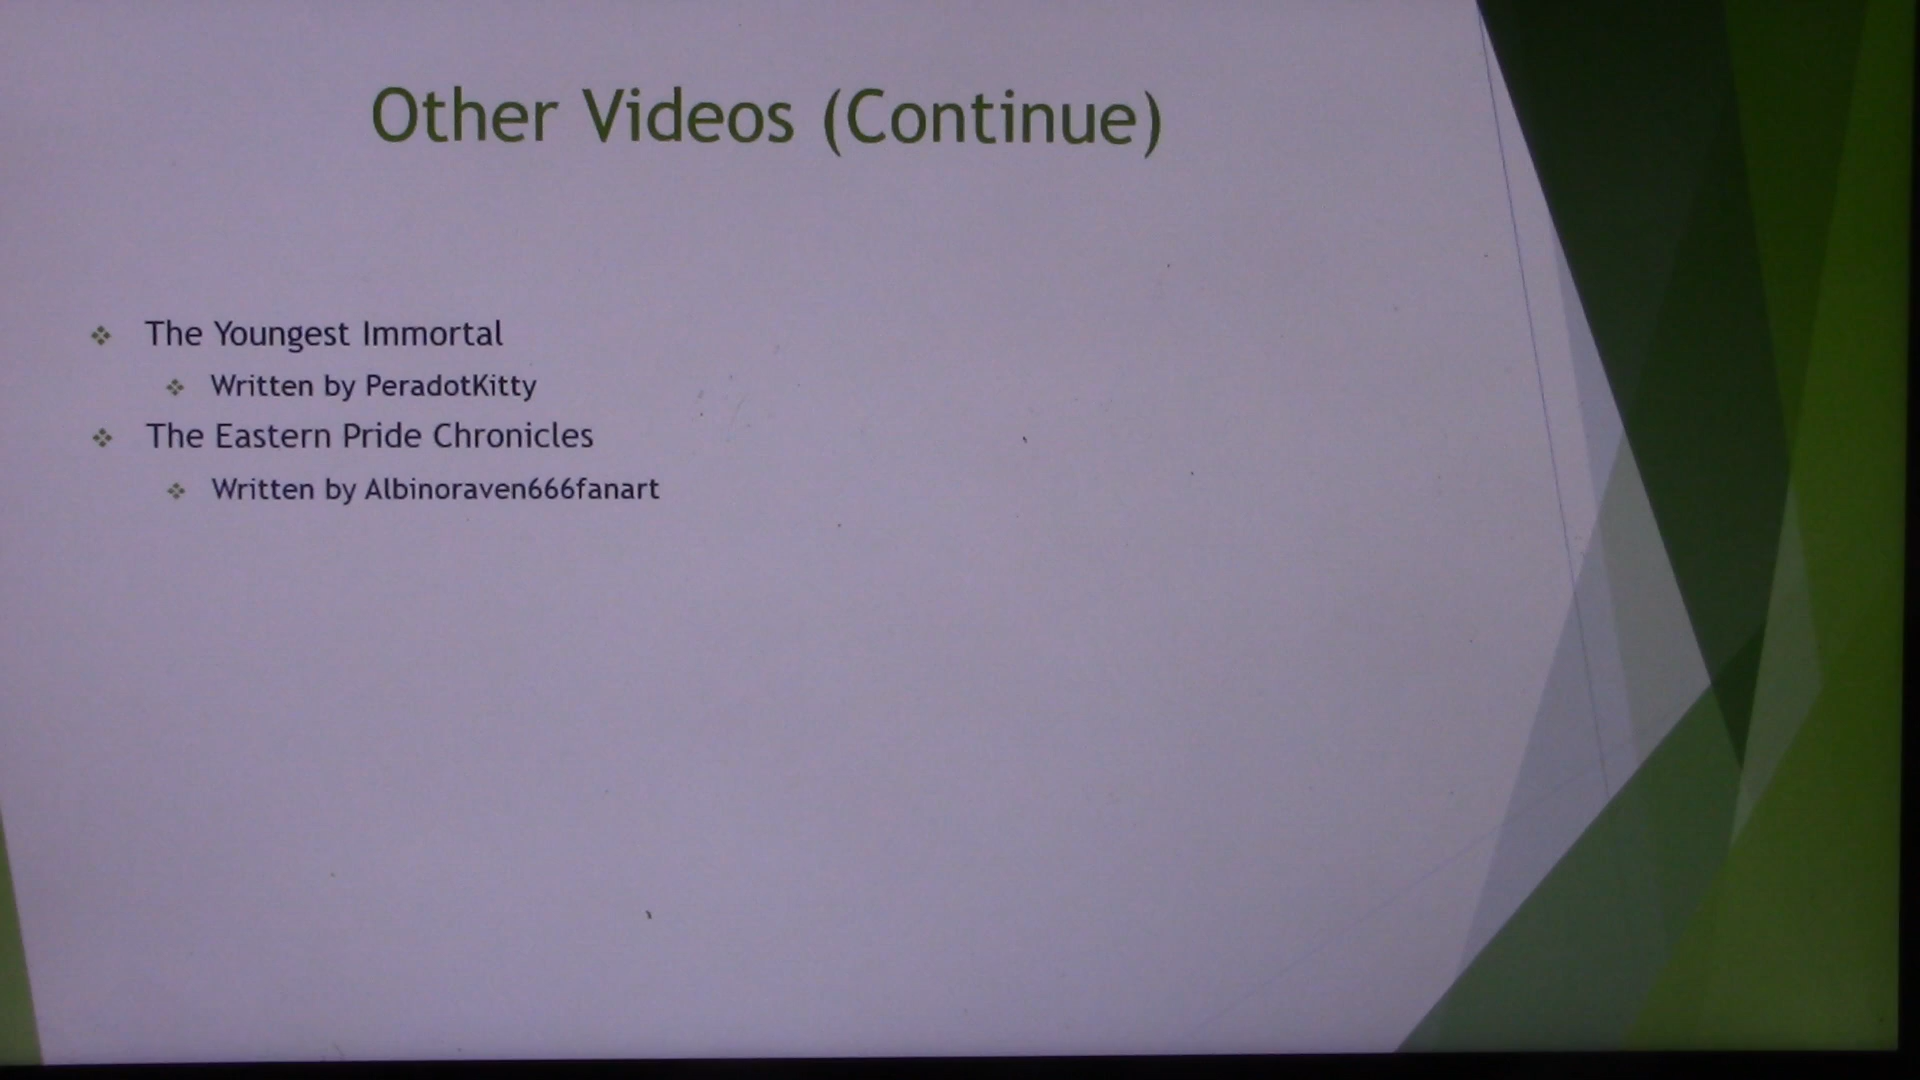 Other Videos (Continue)
The Youngest Immortal
Written by PeradotKitty
The Eastern Pride Chronicles
Written by Albinoraven666fanart